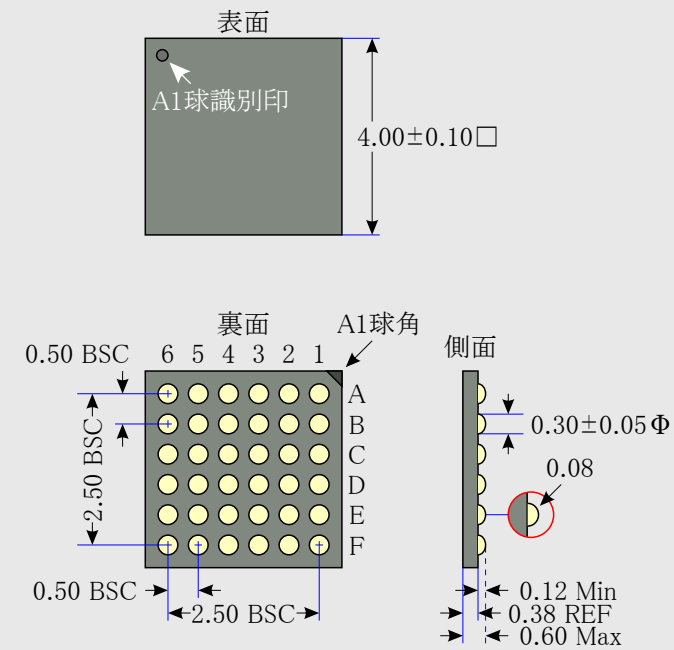 表面
A1球識別印
4.00±0.10□
裏面
A1球角
側面
0.50 BSC
6 5 4 3 2 1
A
B
C
D
E
F
2.50 BSC
0.30±0.05Φ
0.08
0.50 BSC
2.50 BSC
0.12 Min
0.38 REF
0.60 Max